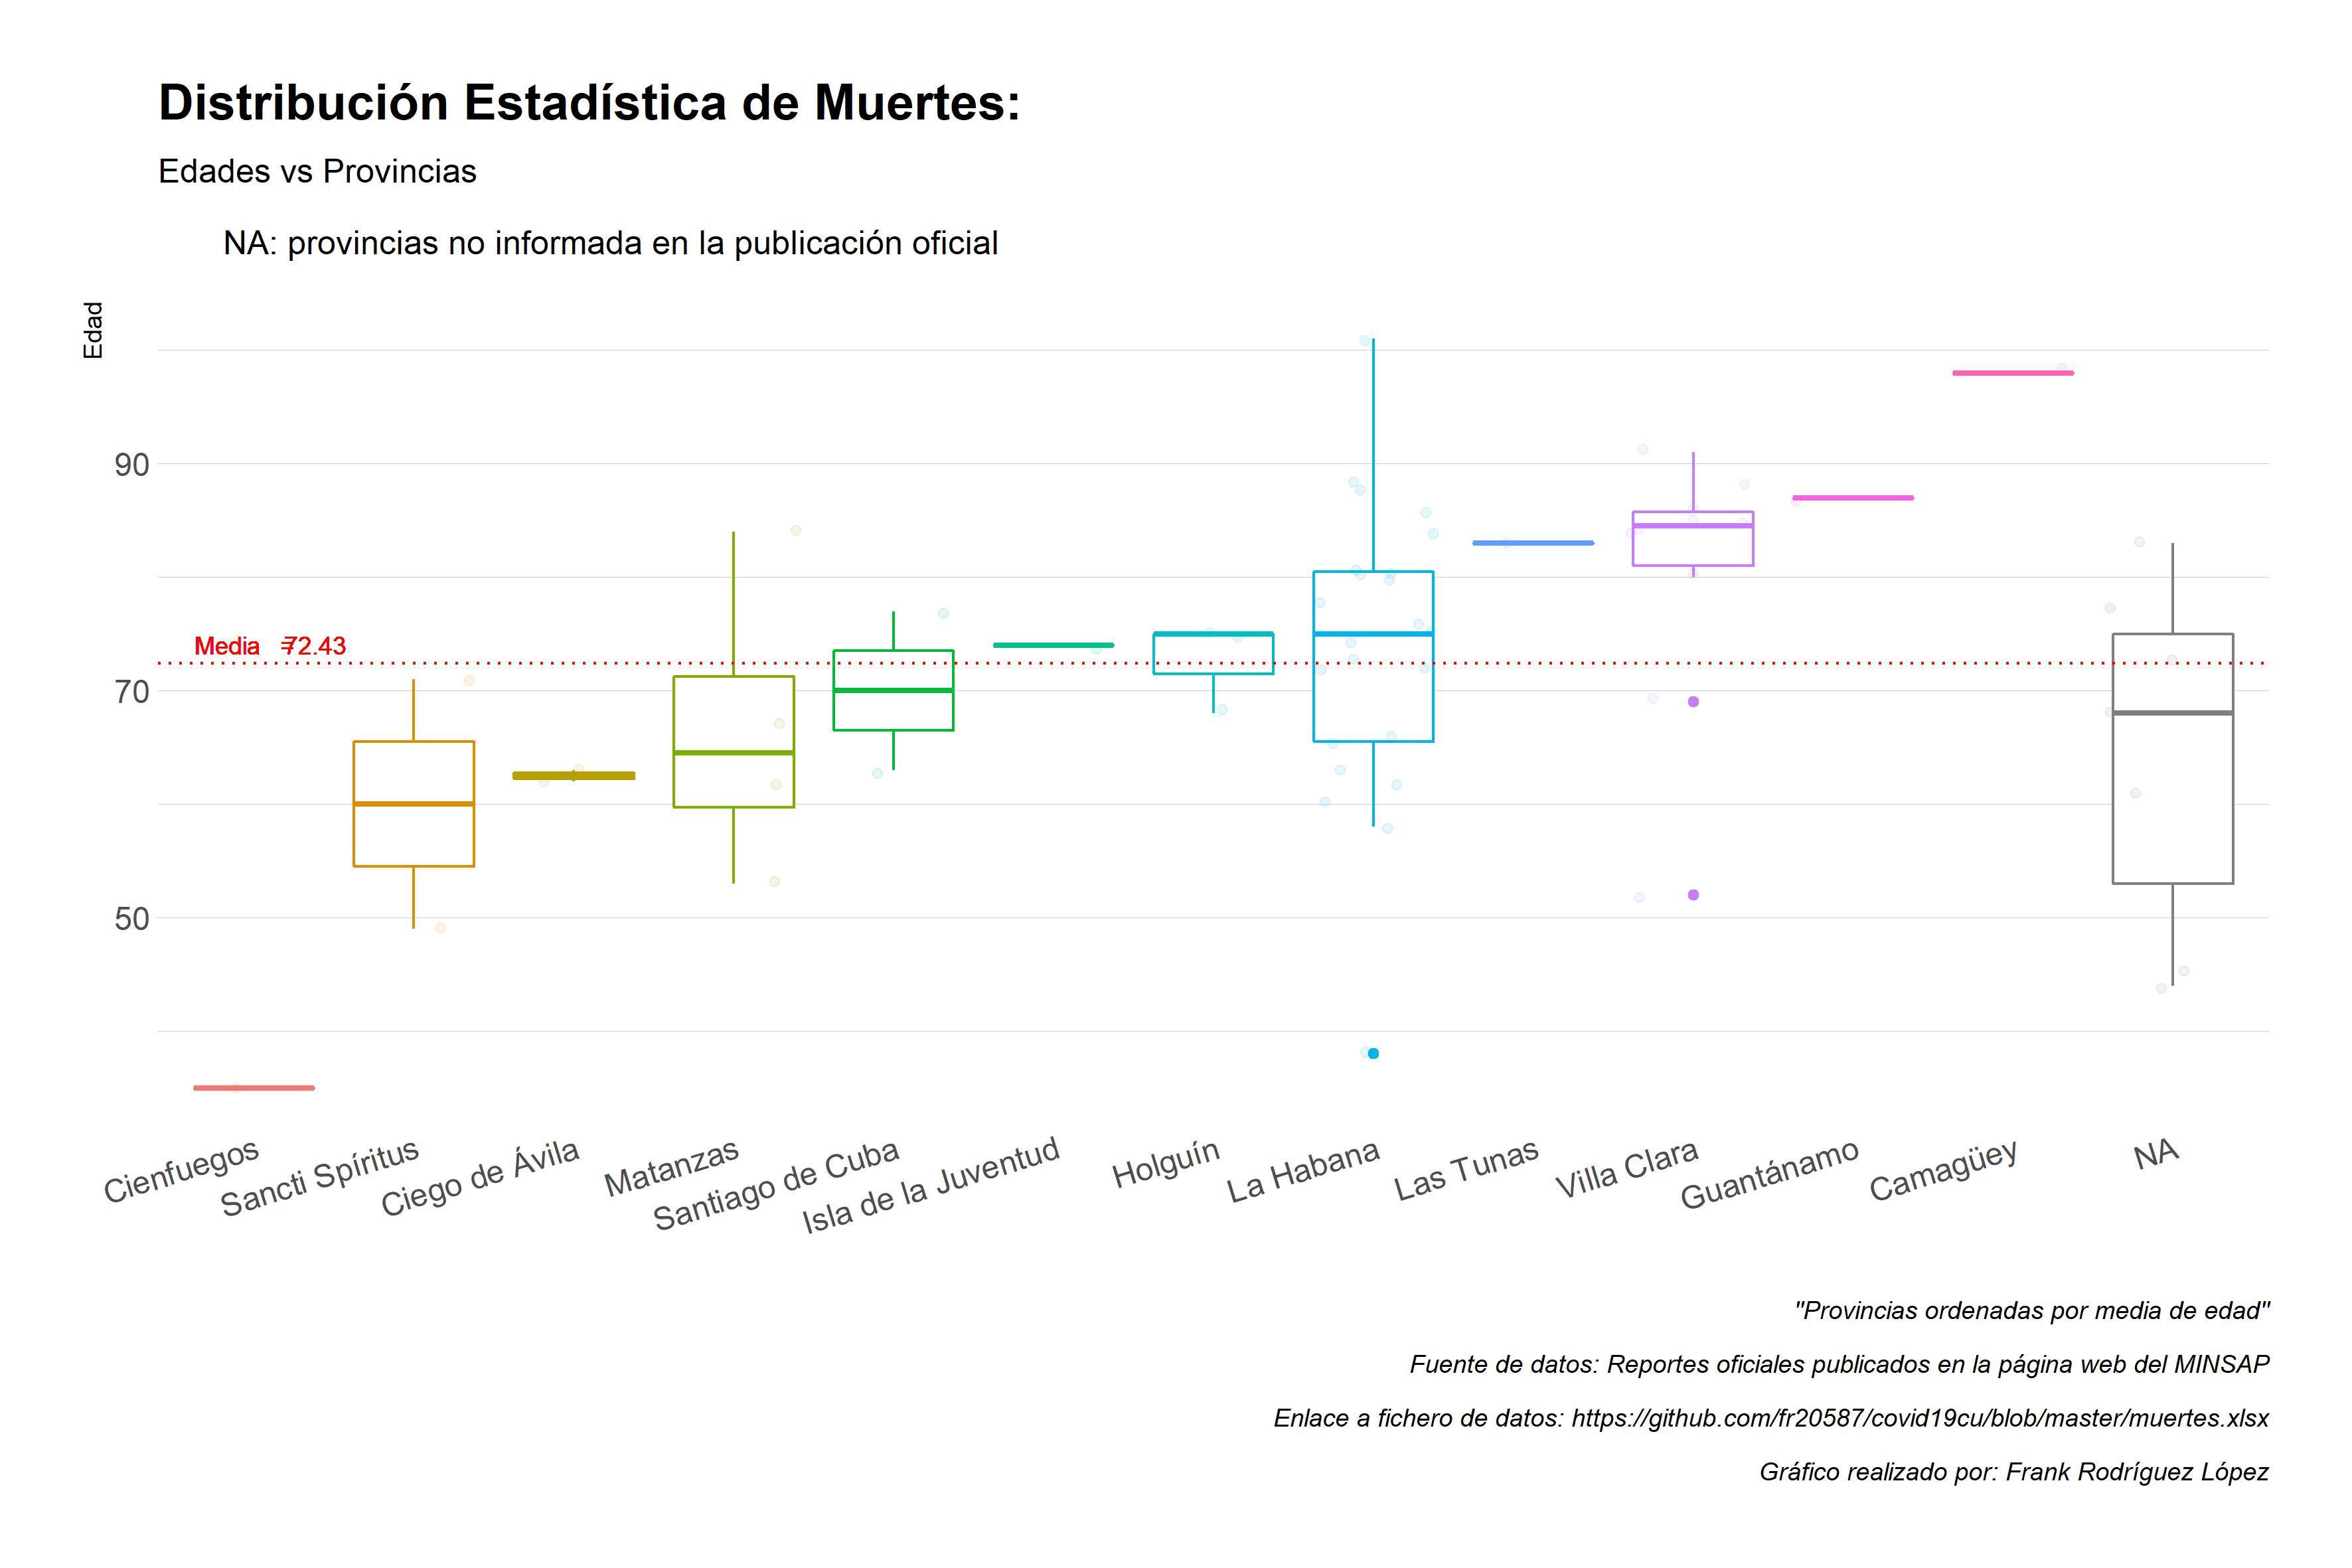 Distribución Estadística de Muertes:
Edades vs Provincias
NA: provincias no informada en la publicación oficial
Edad
90
70
50
Media = 72.43
Cienfuegos
Sancti Spíritus
Ciego de Ávila
Matanzas
Santiago de Cuba
Isla de la Juventud
Holguín
La Habana
Las Tunas
Villa Clara
Guantánamo
Camagüey
NA
"Provincias ordenadas por media de edad"
Fuente de datos: Reportes oficiales publicados en la página web del MINSAP
Enlace a fichero de datos: https://github.com/fr20587/covid19cu/blob/master/muertes.xlsx
Gráfico realizado por: Frank Rodríguez López